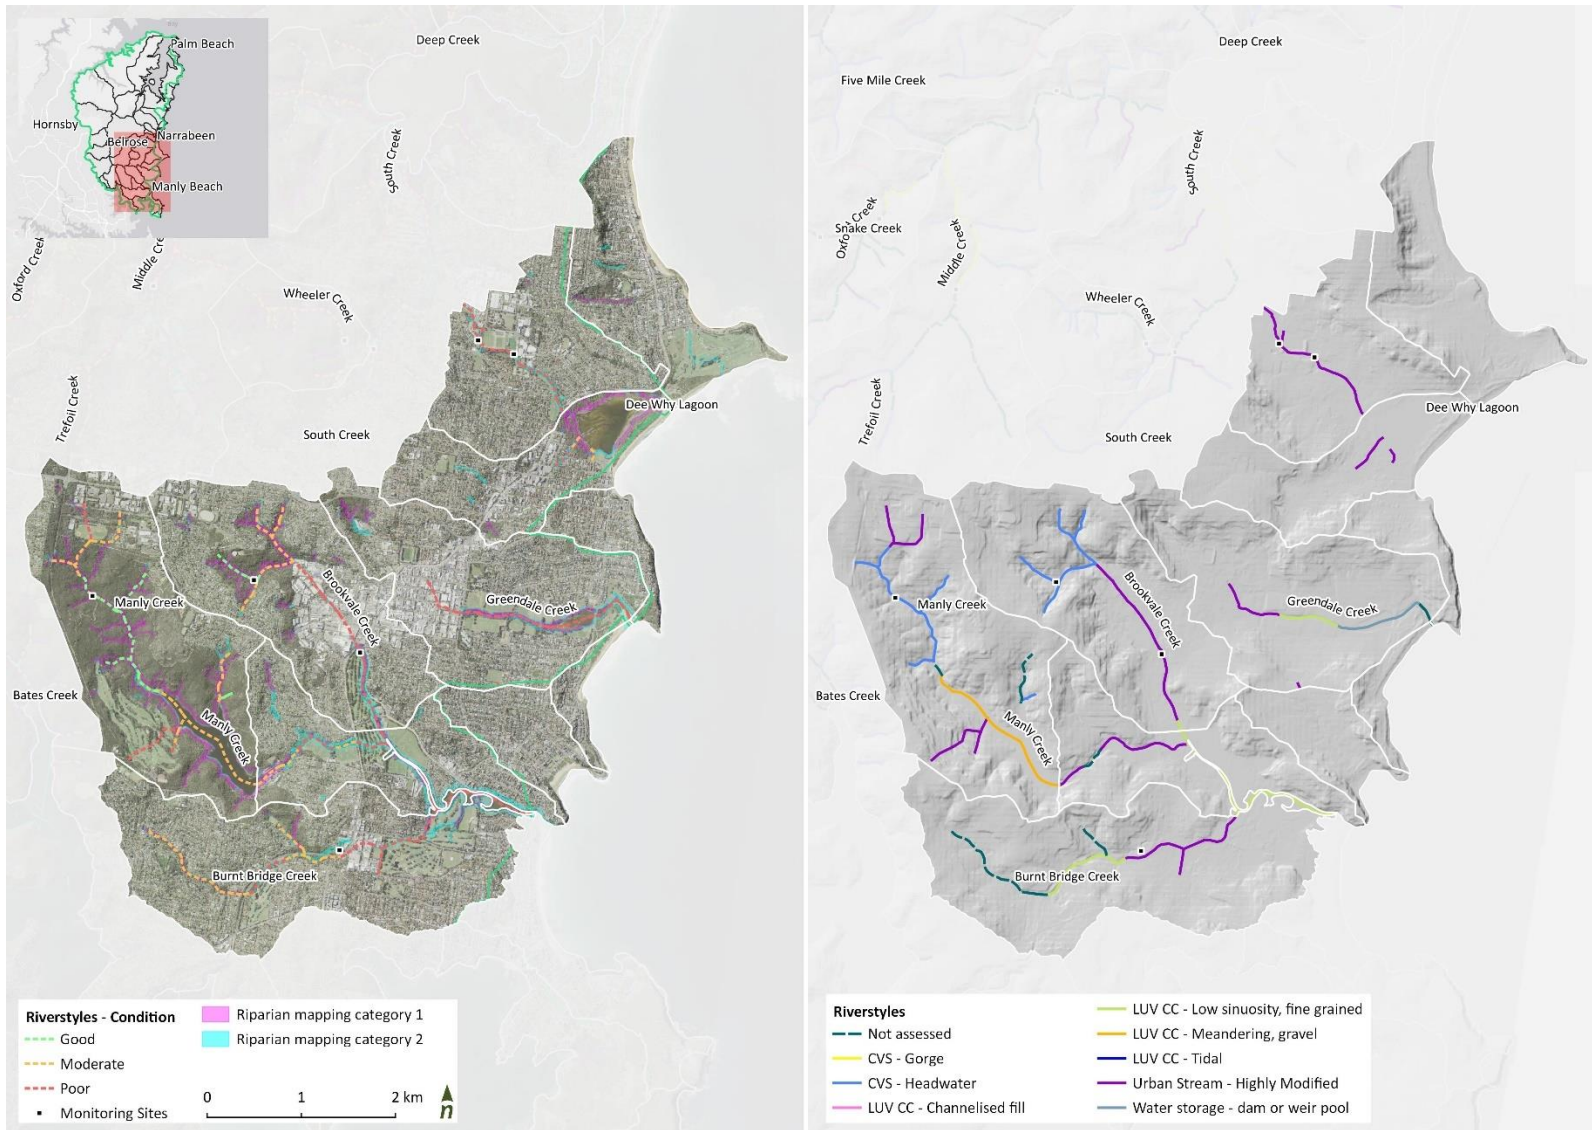 Palm Beach
Hornsby
Narrabeen
Belrose
Manly Beach
Deep Creek
South Creek
Oxford Creek
Middle Cre
Wheeler Creek
Trefoil Creek
South Creek
Dee Why Lagoon
Manly Creek
Brookvale Creek
Greendale Creek
Bates Creek
Manly Creek
Burnt Bridge Creek
Riverstyles - Condition
Good
Moderate
Poor
Monitoring Sites
Riparian mapping category 1
Riparian mapping category 2
0 1 2 km
n
Deep Creek
Five Mile Creek
South Creek
Oxford Creek
Snake Creek
Middle Creek
Wheeler Creek
Trefoil Creek
South Creek
Dee Why Lagoon
Manly Creek
Brookvale Creek
Greendale Creek
Bates Creek
Manly Creek
Burnt Bridge Creek
Riverstyles
Not assessed
CVS - Gorge
CVS - Headwater
LUV CC - Channelised fill
LUV CC - Low sinuosity, fine grained
LUV CC - Meandering, gravel
LUV CC - Tidal
Urban Stream - Highly Modified
Water storage - dam or weir pool